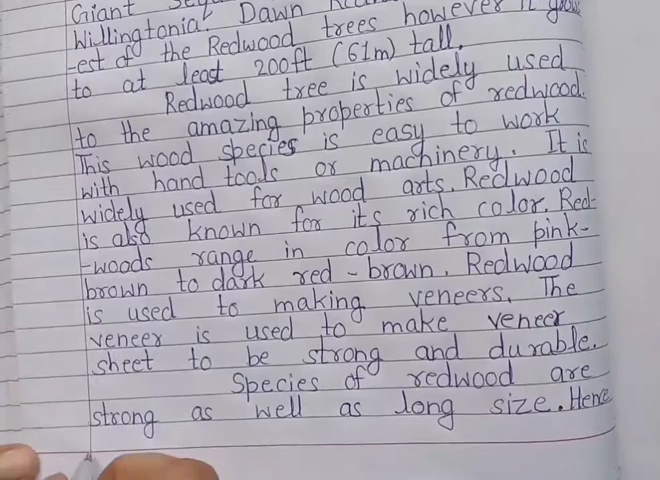 Giant
Willingtonia. Dawn
-est of the Redwood trees however it grow
to at least 200ft (61m) tall.
Redwood tree is widely used
to the amazing properties of redwood.
This wood species is easy to work
with hand tools or machinery. It is
widely used for wood arts. Redwood
is also known for its rich color. Red-
-woods range in color from pink-
brown to dark red-brown. Redwood
is used to making veneers. The
veneer is used to make veneer
sheet to be strong and durable.
Species of redwood are
strong as well as long size. Here